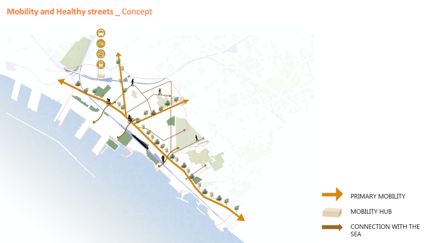 Mobility and Healthy streets _ Concept
PRIMARY MOBILITY
MOBILITY HUB
CONNECTION WITH THE
SEA